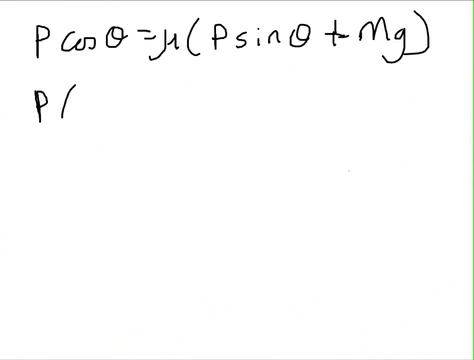 P cos θ = μ( P sin θ + Mg)
P (